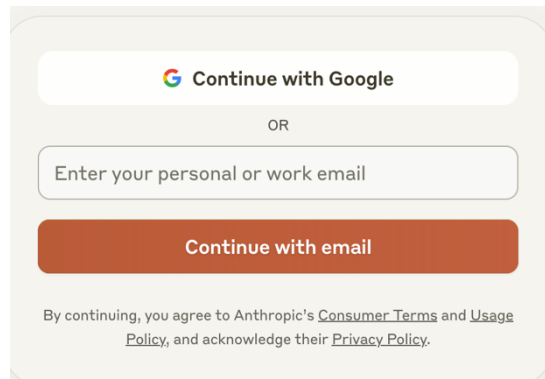 Continue with Google
OR
Enter your personal or work email
Continue with email
By continuing, you agree to Anthropic's Consumer Terms and Usage
Policy, and acknowledge their Privacy Policy.